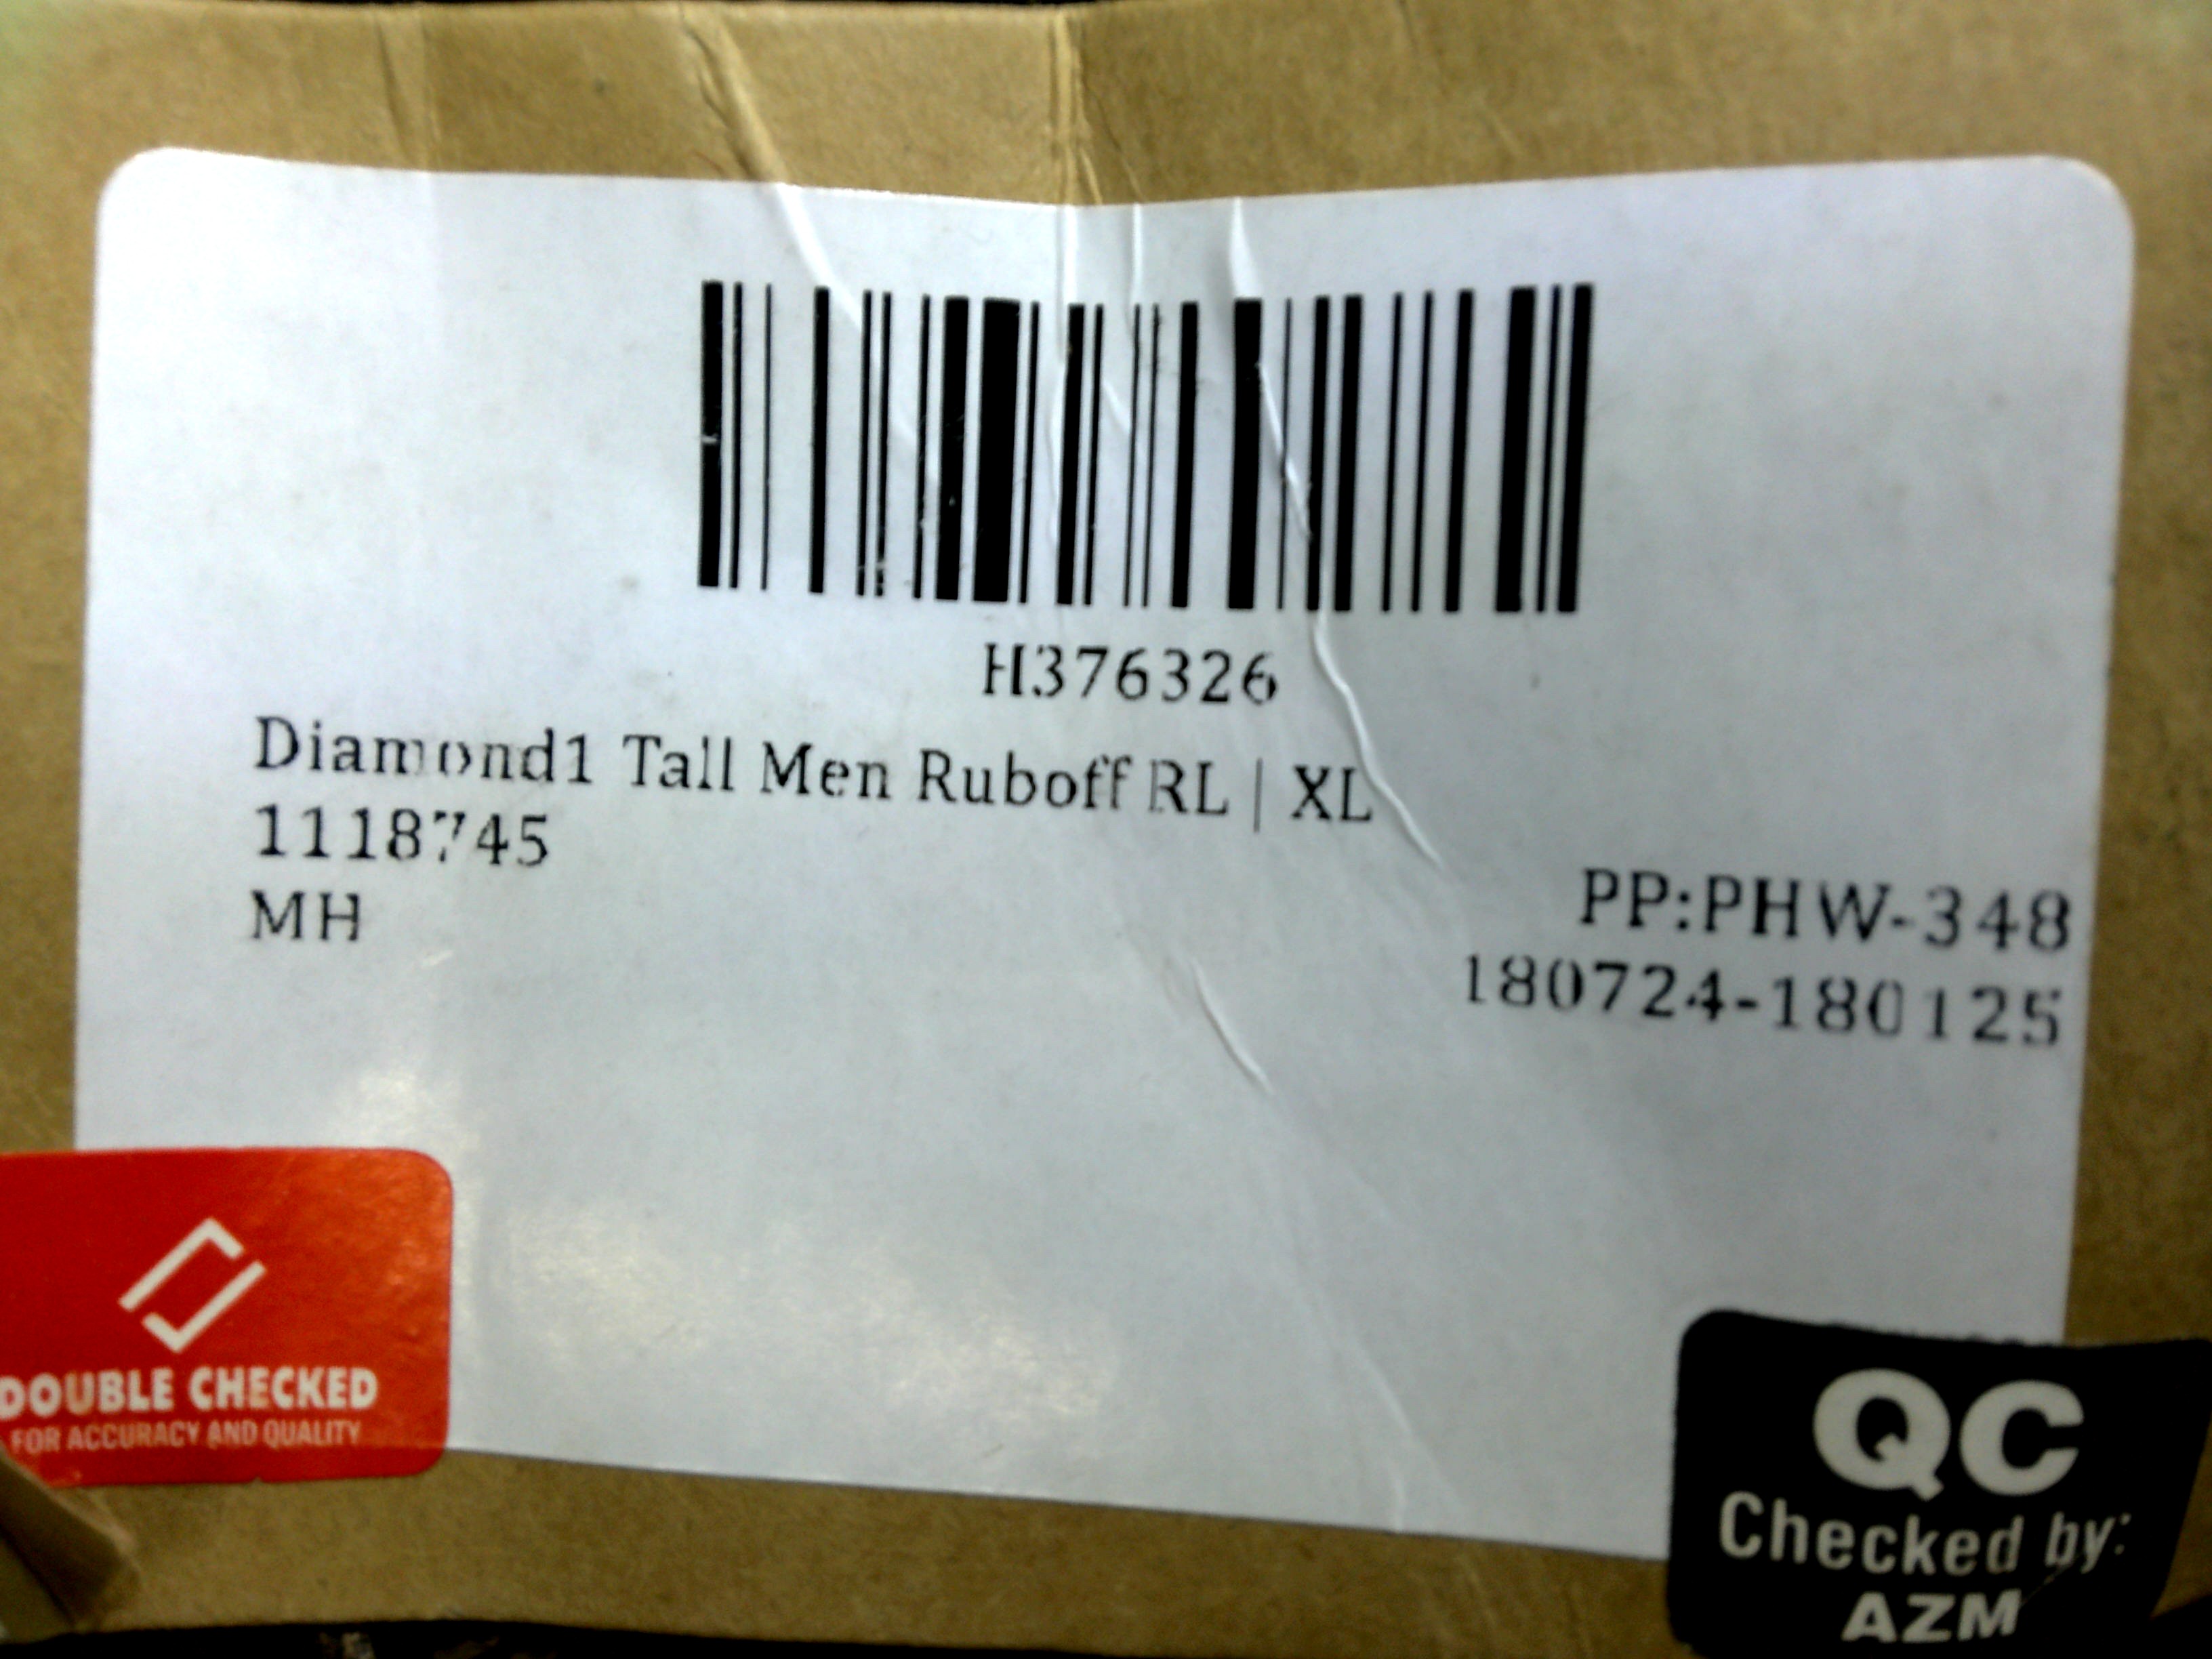 H376326
Diamond1 Tall Men Ruboff RL | XL
1118745
MH
PP:PHW-348
180724-180125
DOUBLE CHECKED
FOR ACCURACY AND QUALITY
QC
Checked by:
AZM